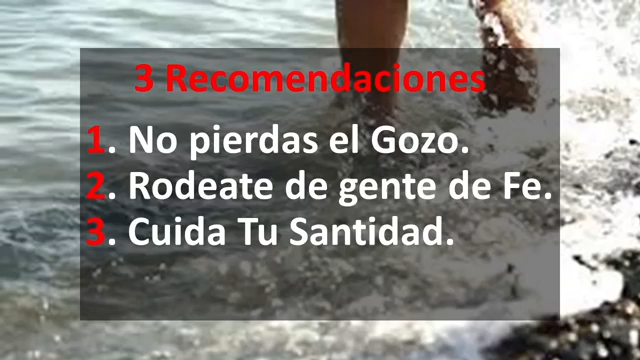 3 Recomendaciones
1. No pierdas el Gozo.
2. Rodeate de gente de Fe.
3. Cuida Tu Santidad.